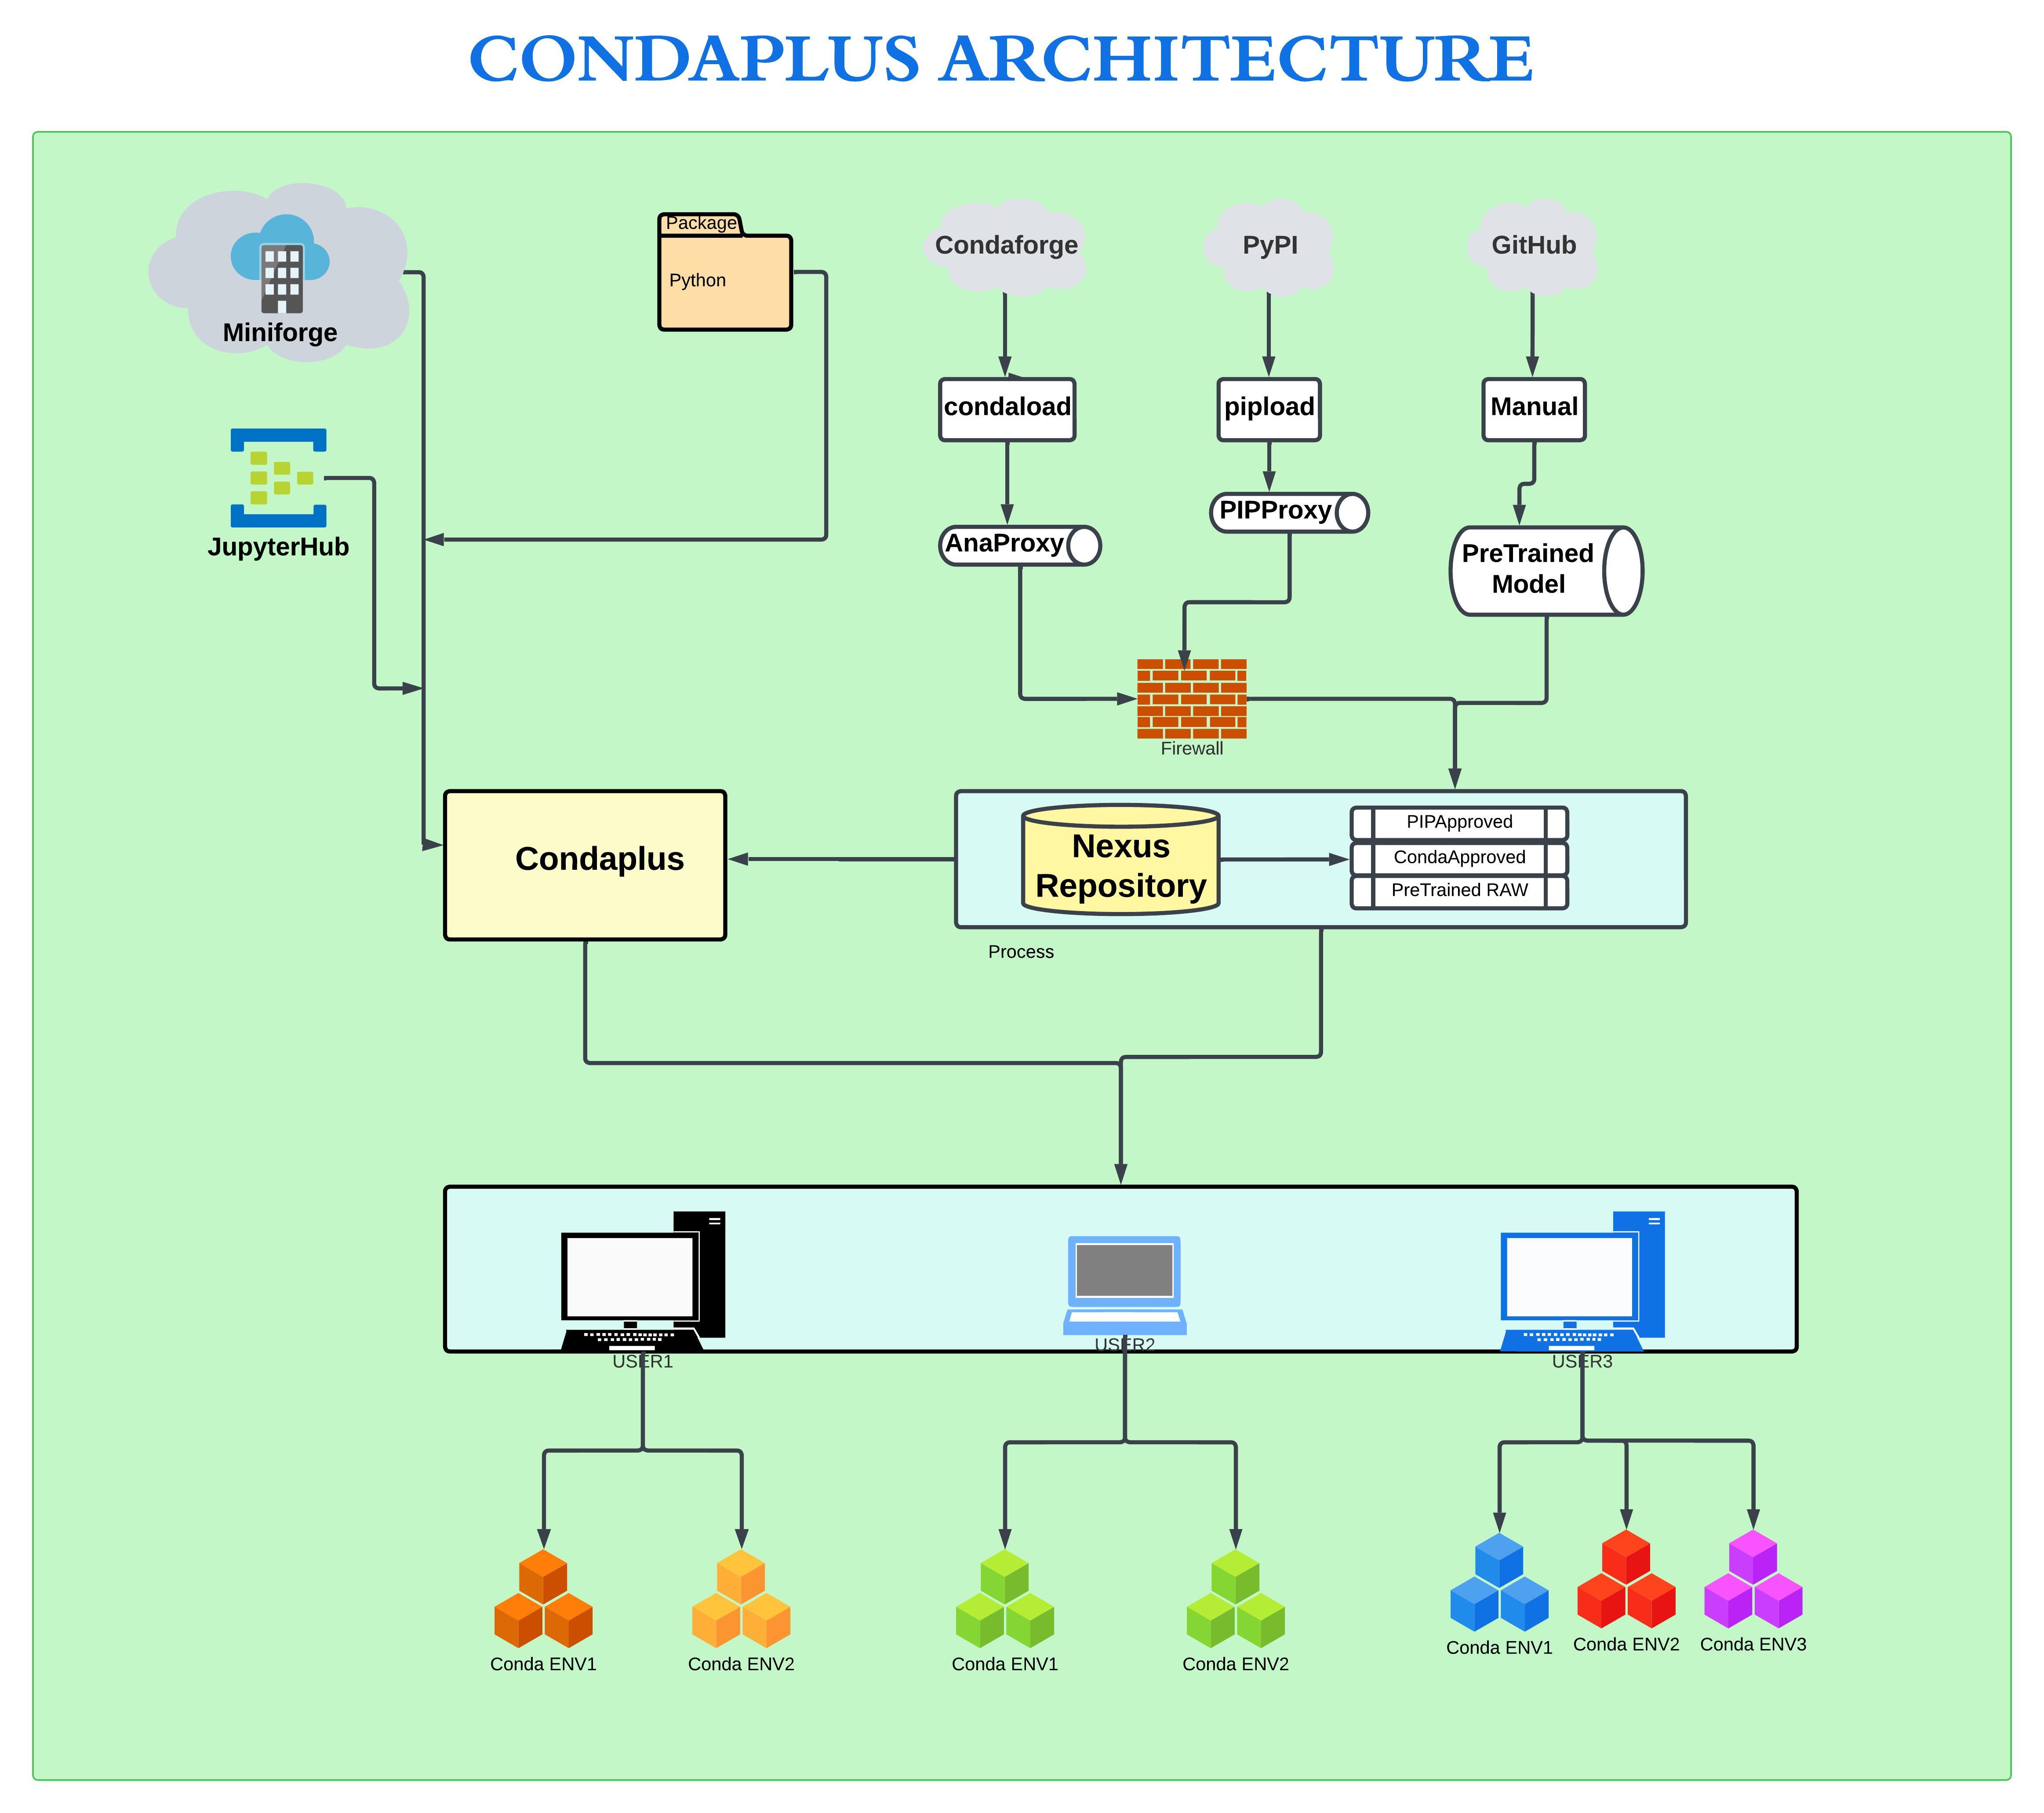 CONDAPLUS ARCHITECTURE
Miniforge
Package
Python
Condaforge
PyPI
GitHub
condaload
pipload
Manual
JupyterHub
AnaProxy
PIPProxy
PreTrained
Model
Firewall
Condaplus
Nexus
Repository
PIPApproved
CondaApproved
PreTrained RAW
Process
USER1
USER2
USER3
Conda ENV1
Conda ENV2
Conda ENV1
Conda ENV2
Conda ENV1
Conda ENV2
Conda ENV3